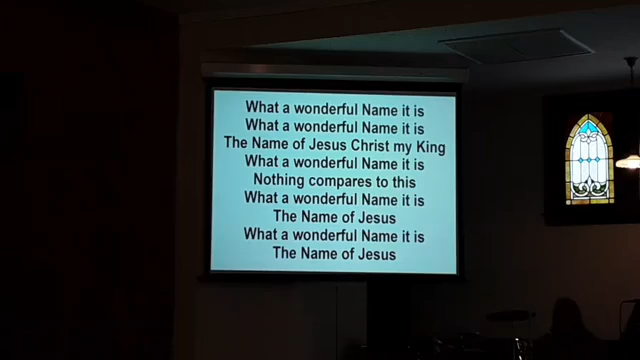 What a wonderful Name it is
What a wonderful Name it is
The Name of Jesus Christ my King
What a wonderful Name it is
Nothing compares to this
What a wonderful Name it is
The Name of Jesus
What a wonderful Name it is
The Name of Jesus